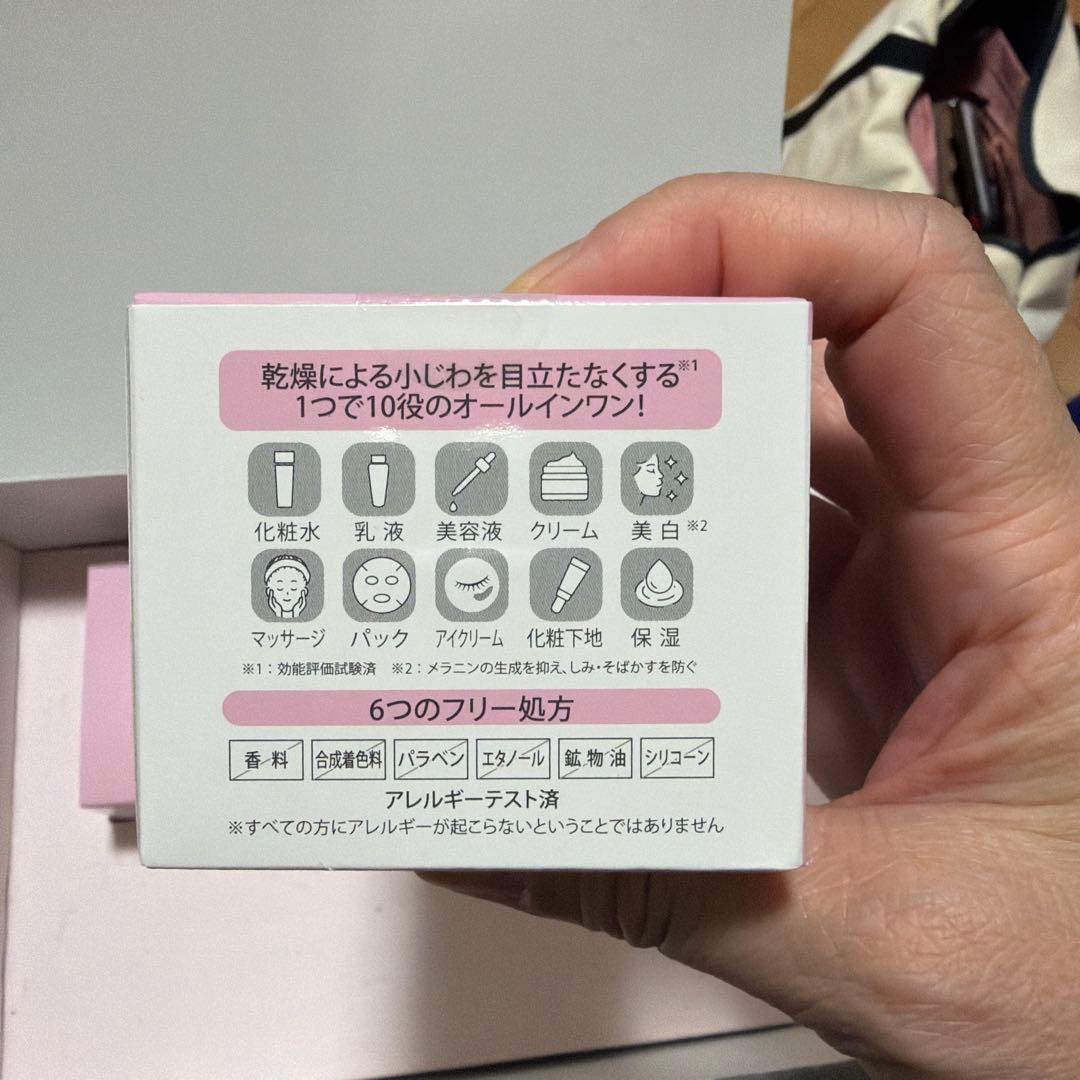 乾燥による小じわを目立たなくする※1
1つで10役のオールインワン!
化粧水 乳液 美容液 クリーム 美白※2
マッサージ パック アイクリーム 化粧下地 保湿
※1：効能評価試験済 ※2：メラニンの生成を抑え、しみ・そばかすを防ぐ
6つのフリー処方
香料 合成着色料 パラベン エタノール 鉱物油 シリコーン
アレルギーテスト済
※すべての方にアレルギーが起こらないということではありません